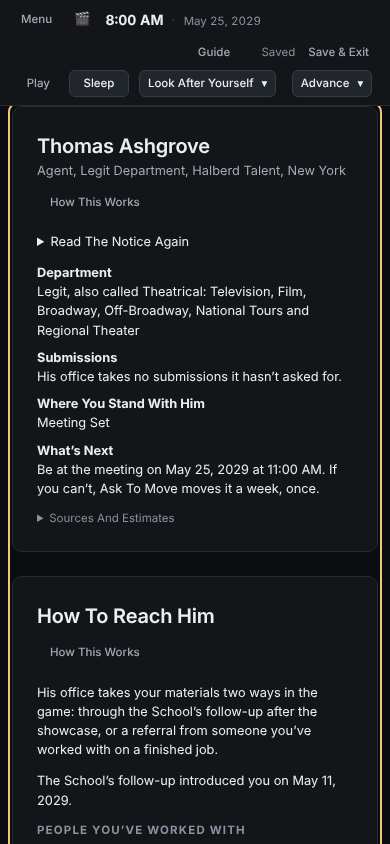 Menu 🎬 8:00 AM · May 25, 2029
Guide Saved Save & Exit
Play Sleep Look After Yourself ▾ Advance ▾
Thomas Ashgrove
Agent, Legit Department, Halberd Talent, New York
How This Works
▶ Read The Notice Again
Department
Legit, also called Theatrical: Television, Film,
Broadway, Off-Broadway, National Tours and
Regional Theater
Submissions
His office takes no submissions it hasn’t asked for.
Where You Stand With Him
Meeting Set
What’s Next
Be at the meeting on May 25, 2029 at 11:00 AM. If
you can’t, Ask To Move moves it a week, once.
▶ Sources And Estimates
How To Reach Him
How This Works
His office takes your materials two ways in the
game: through the School’s follow-up after the
showcase, or a referral from someone you’ve
worked with on a finished job.
The School’s follow-up introduced you on May 11,
2029.
PEOPLE YOU’VE WORKED WITH